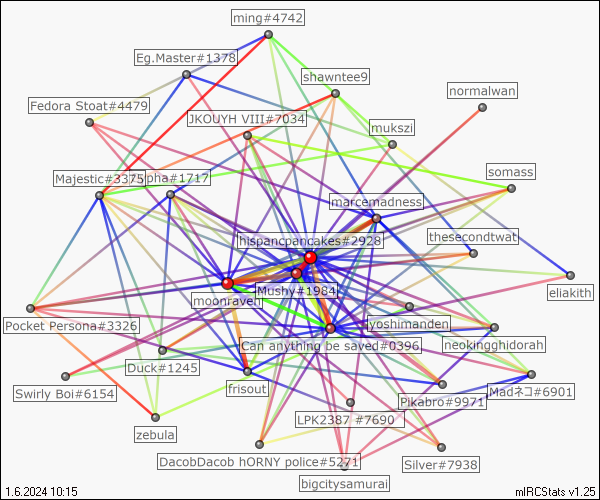 ming#4742
Eg.Master#1378
shawntee9
normalwan
Fedora Stoat#4479
JKOUYH VIII#7034
mukszi
Majestic#3375
pha#1717
somass
marcemadness
hispancpancakes#2928
thesecondtwat
Mushy#1984
moonraven
eliakith
Pocket Persona#3326
yoshimanden
Can anything be saved#0396
neokingghidorah
Duck#1245
Swirly Boi#6154
frisout
Pikabro#9971
Madネコ#6901
LPK2387 #7690
zebula
DacobDacob hORNY police#5271
Silver#7938
bigcitysamurai
1.6.2024 10:15
mIRCStats v1.25